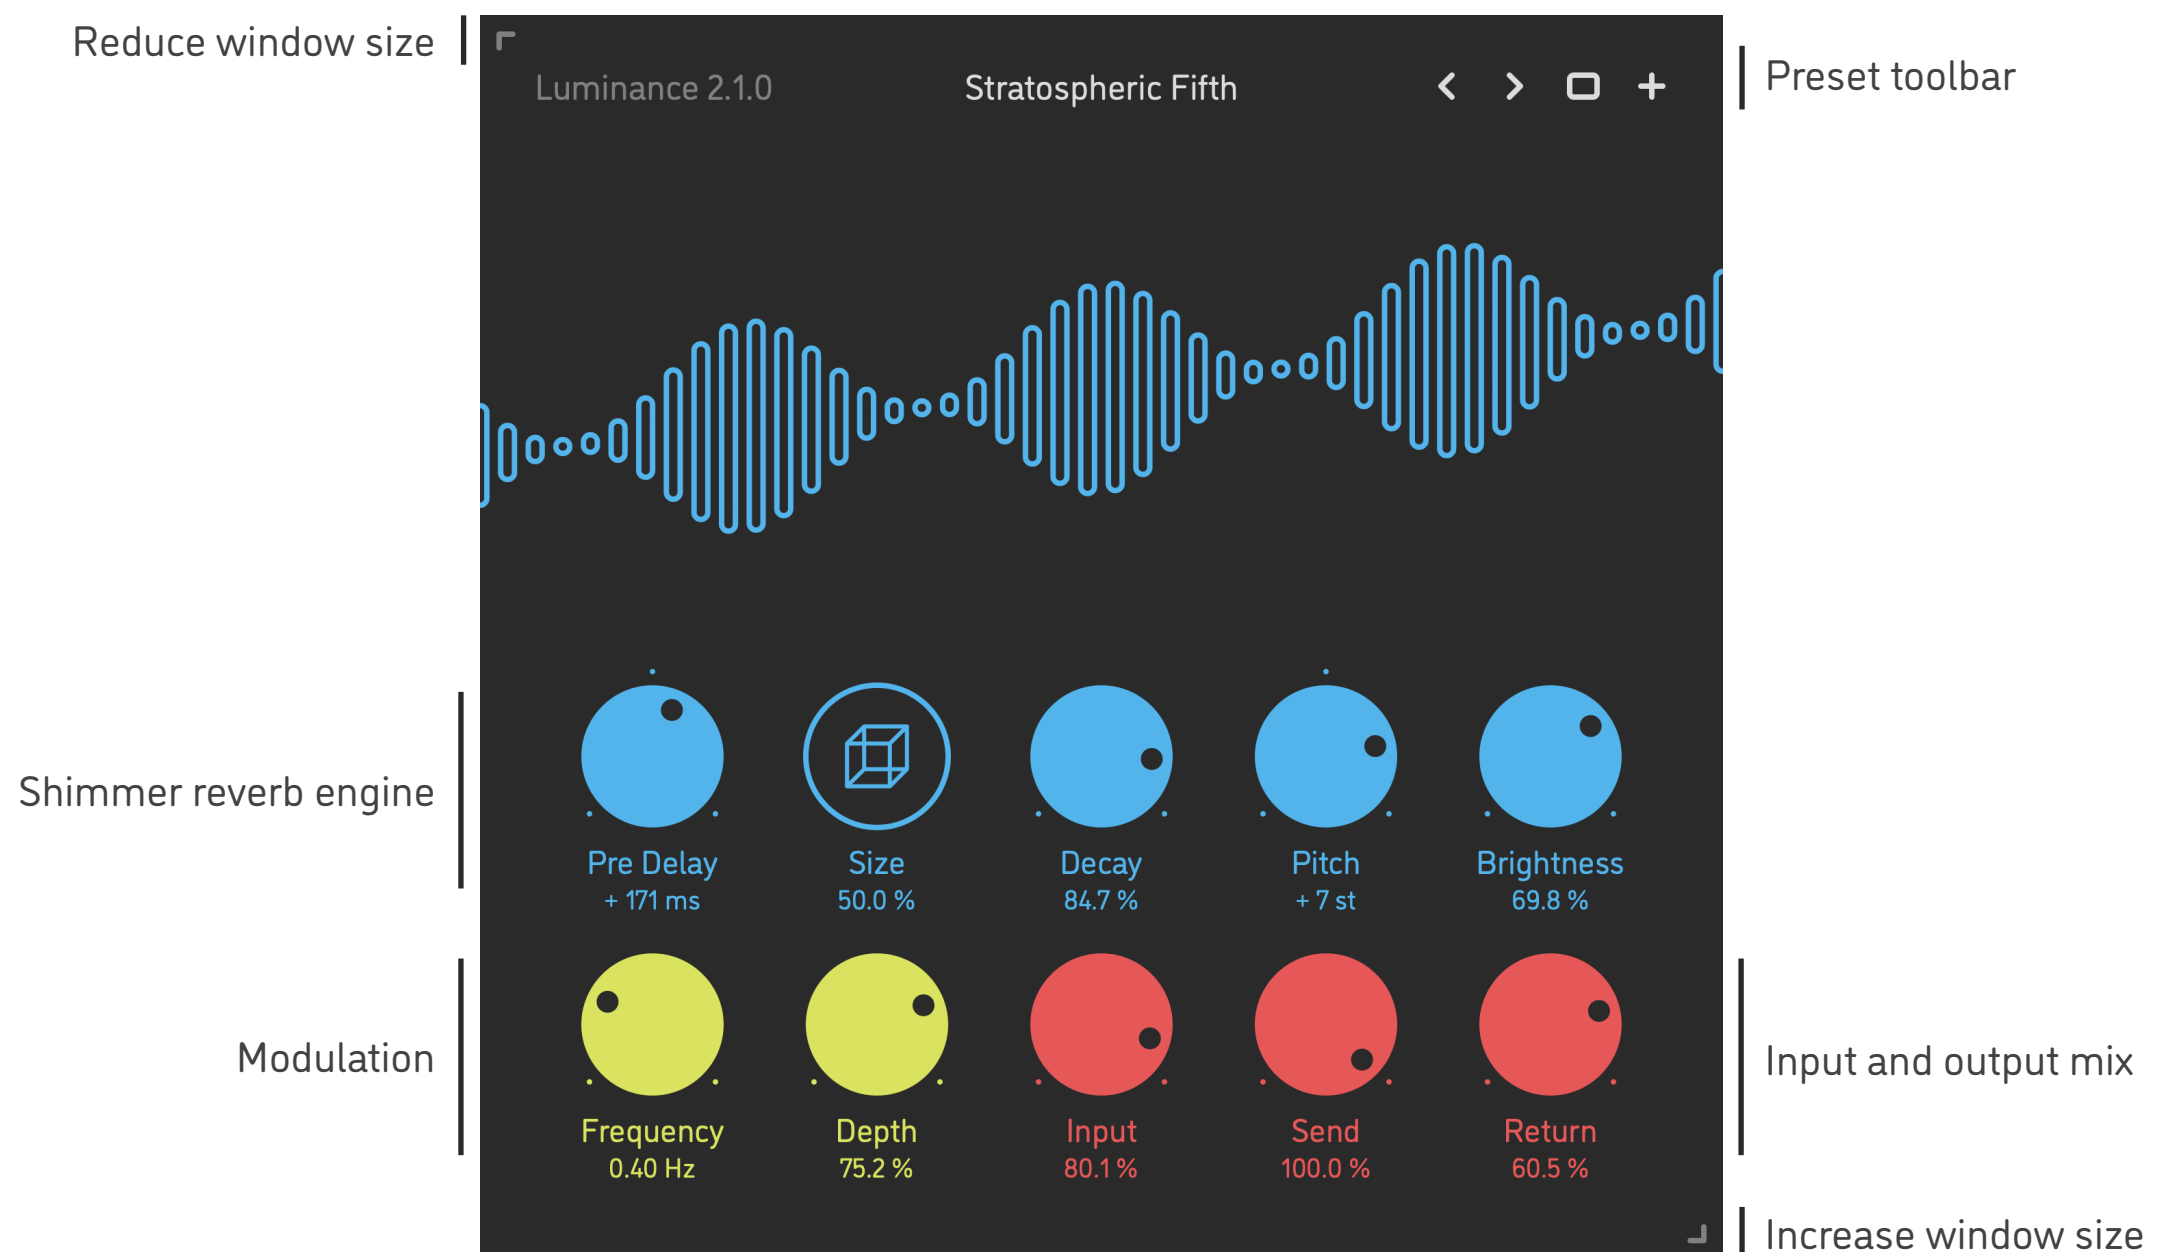 Reduce window size
Luminance 2.1.0
Stratospheric Fifth
Preset toolbar
Shimmer reverb engine
Pre Delay
+ 171 ms
Size
50.0 %
Decay
84.7 %
Pitch
+ 7 st
Brightness
69.8 %
Modulation
Frequency
0.40 Hz
Depth
75.2 %
Input
80.1 %
Send
100.0 %
Return
60.5 %
Input and output mix
Increase window size